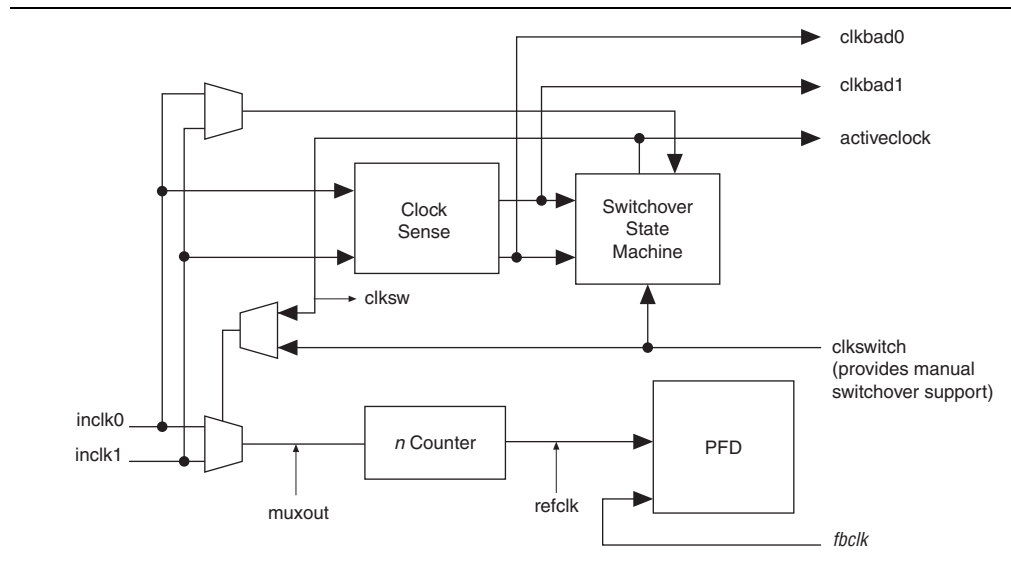 clkbad0
clkbad1
activeclock
Clock
Sense
Switchover
State
Machine
clksw
clkswitch
(provides manual
switchover support)
inclk0
inclk1
n Counter
PFD
muxout
refclk
fbclk